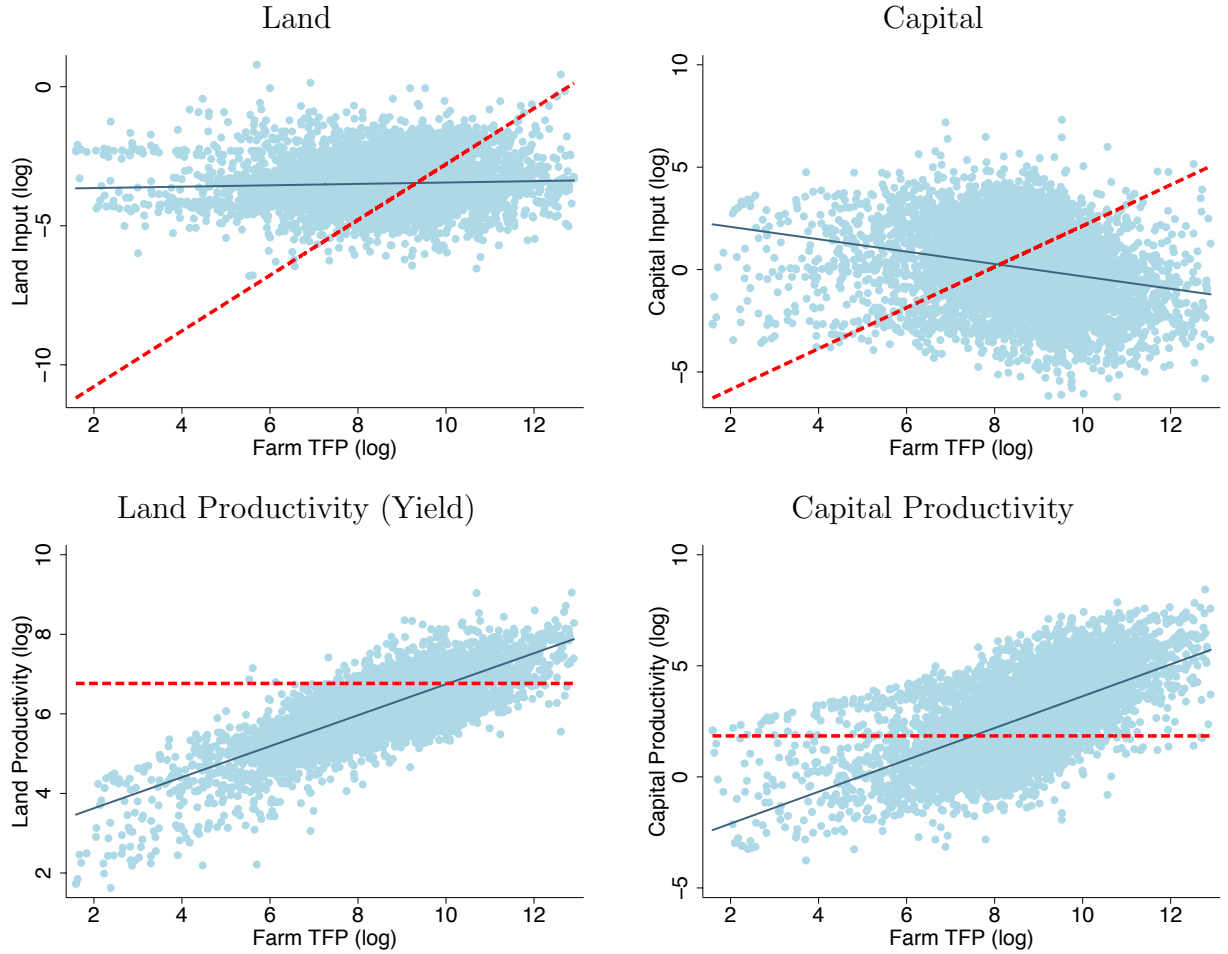 Land
Land Input (log)
0
−5
−10
2 4 6 8 10 12
Farm TFP (log)
Capital
Capital Input (log)
10
5
0
−5
2 4 6 8 10 12
Farm TFP (log)
Land Productivity (Yield)
Land Productivity (log)
10
8
6
4
2
2 4 6 8 10 12
Farm TFP (log)
Capital Productivity
Capital Productivity (log)
10
5
0
−5
2 4 6 8 10 12
Farm TFP (log)